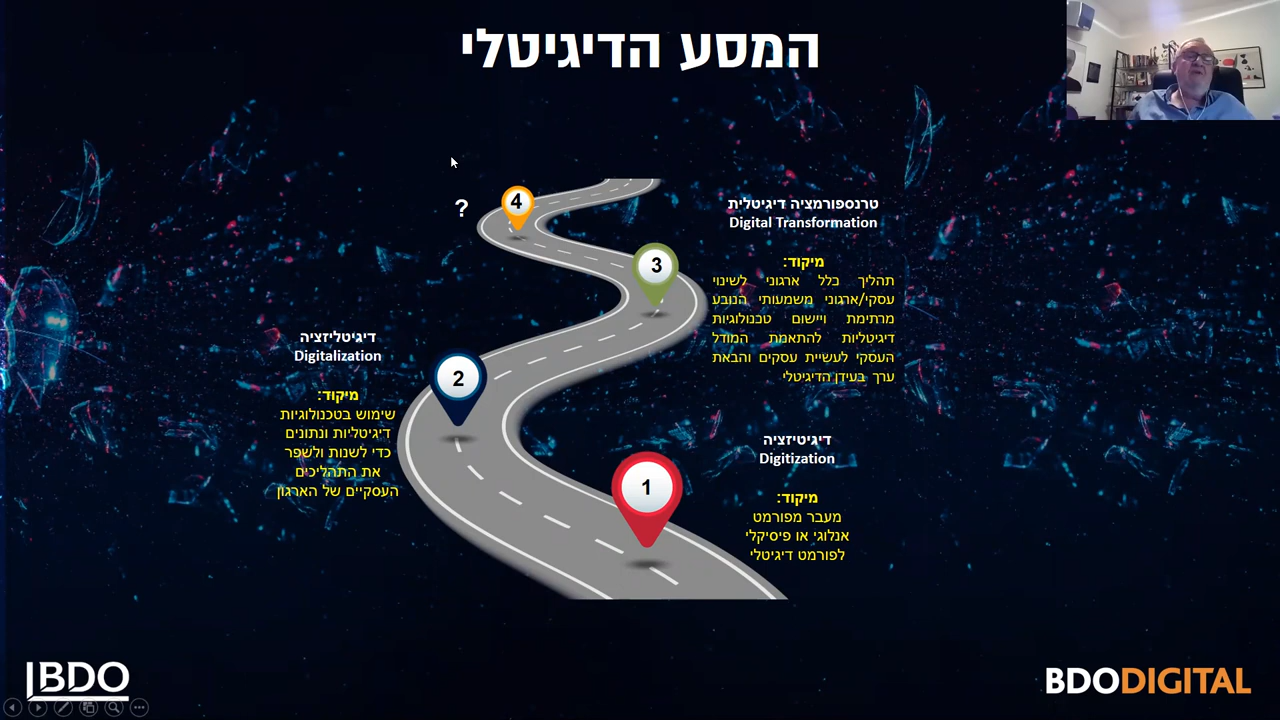 המסע הדיגיטלי
4
?
טרנספורמציה דיגיטלית
Digital Transformation
מיקוד:
תהליך כלל ארגוני לשינוי
עסקי/ארגוני משמעותי הנובע
מרתימת ויישום טכנולוגיות
דיגיטליות להתאמת המודל
העסקי לעשיית עסקים והבאת
ערך בעידן הדיגיטלי
3
דיגיטליזציה
Digitalization
מיקוד:
שימוש בטכנולוגיות
דיגיטליות ונתונים
כדי לשנות ולשפר
את התהליכים
העסקיים של הארגון
2
דיגיטיזציה
Digitization
מיקוד:
מעבר מפורמט
אנלוגי או פיסיקלי
לפורמט דיגיטלי
1
BDO
BDODIGITAL